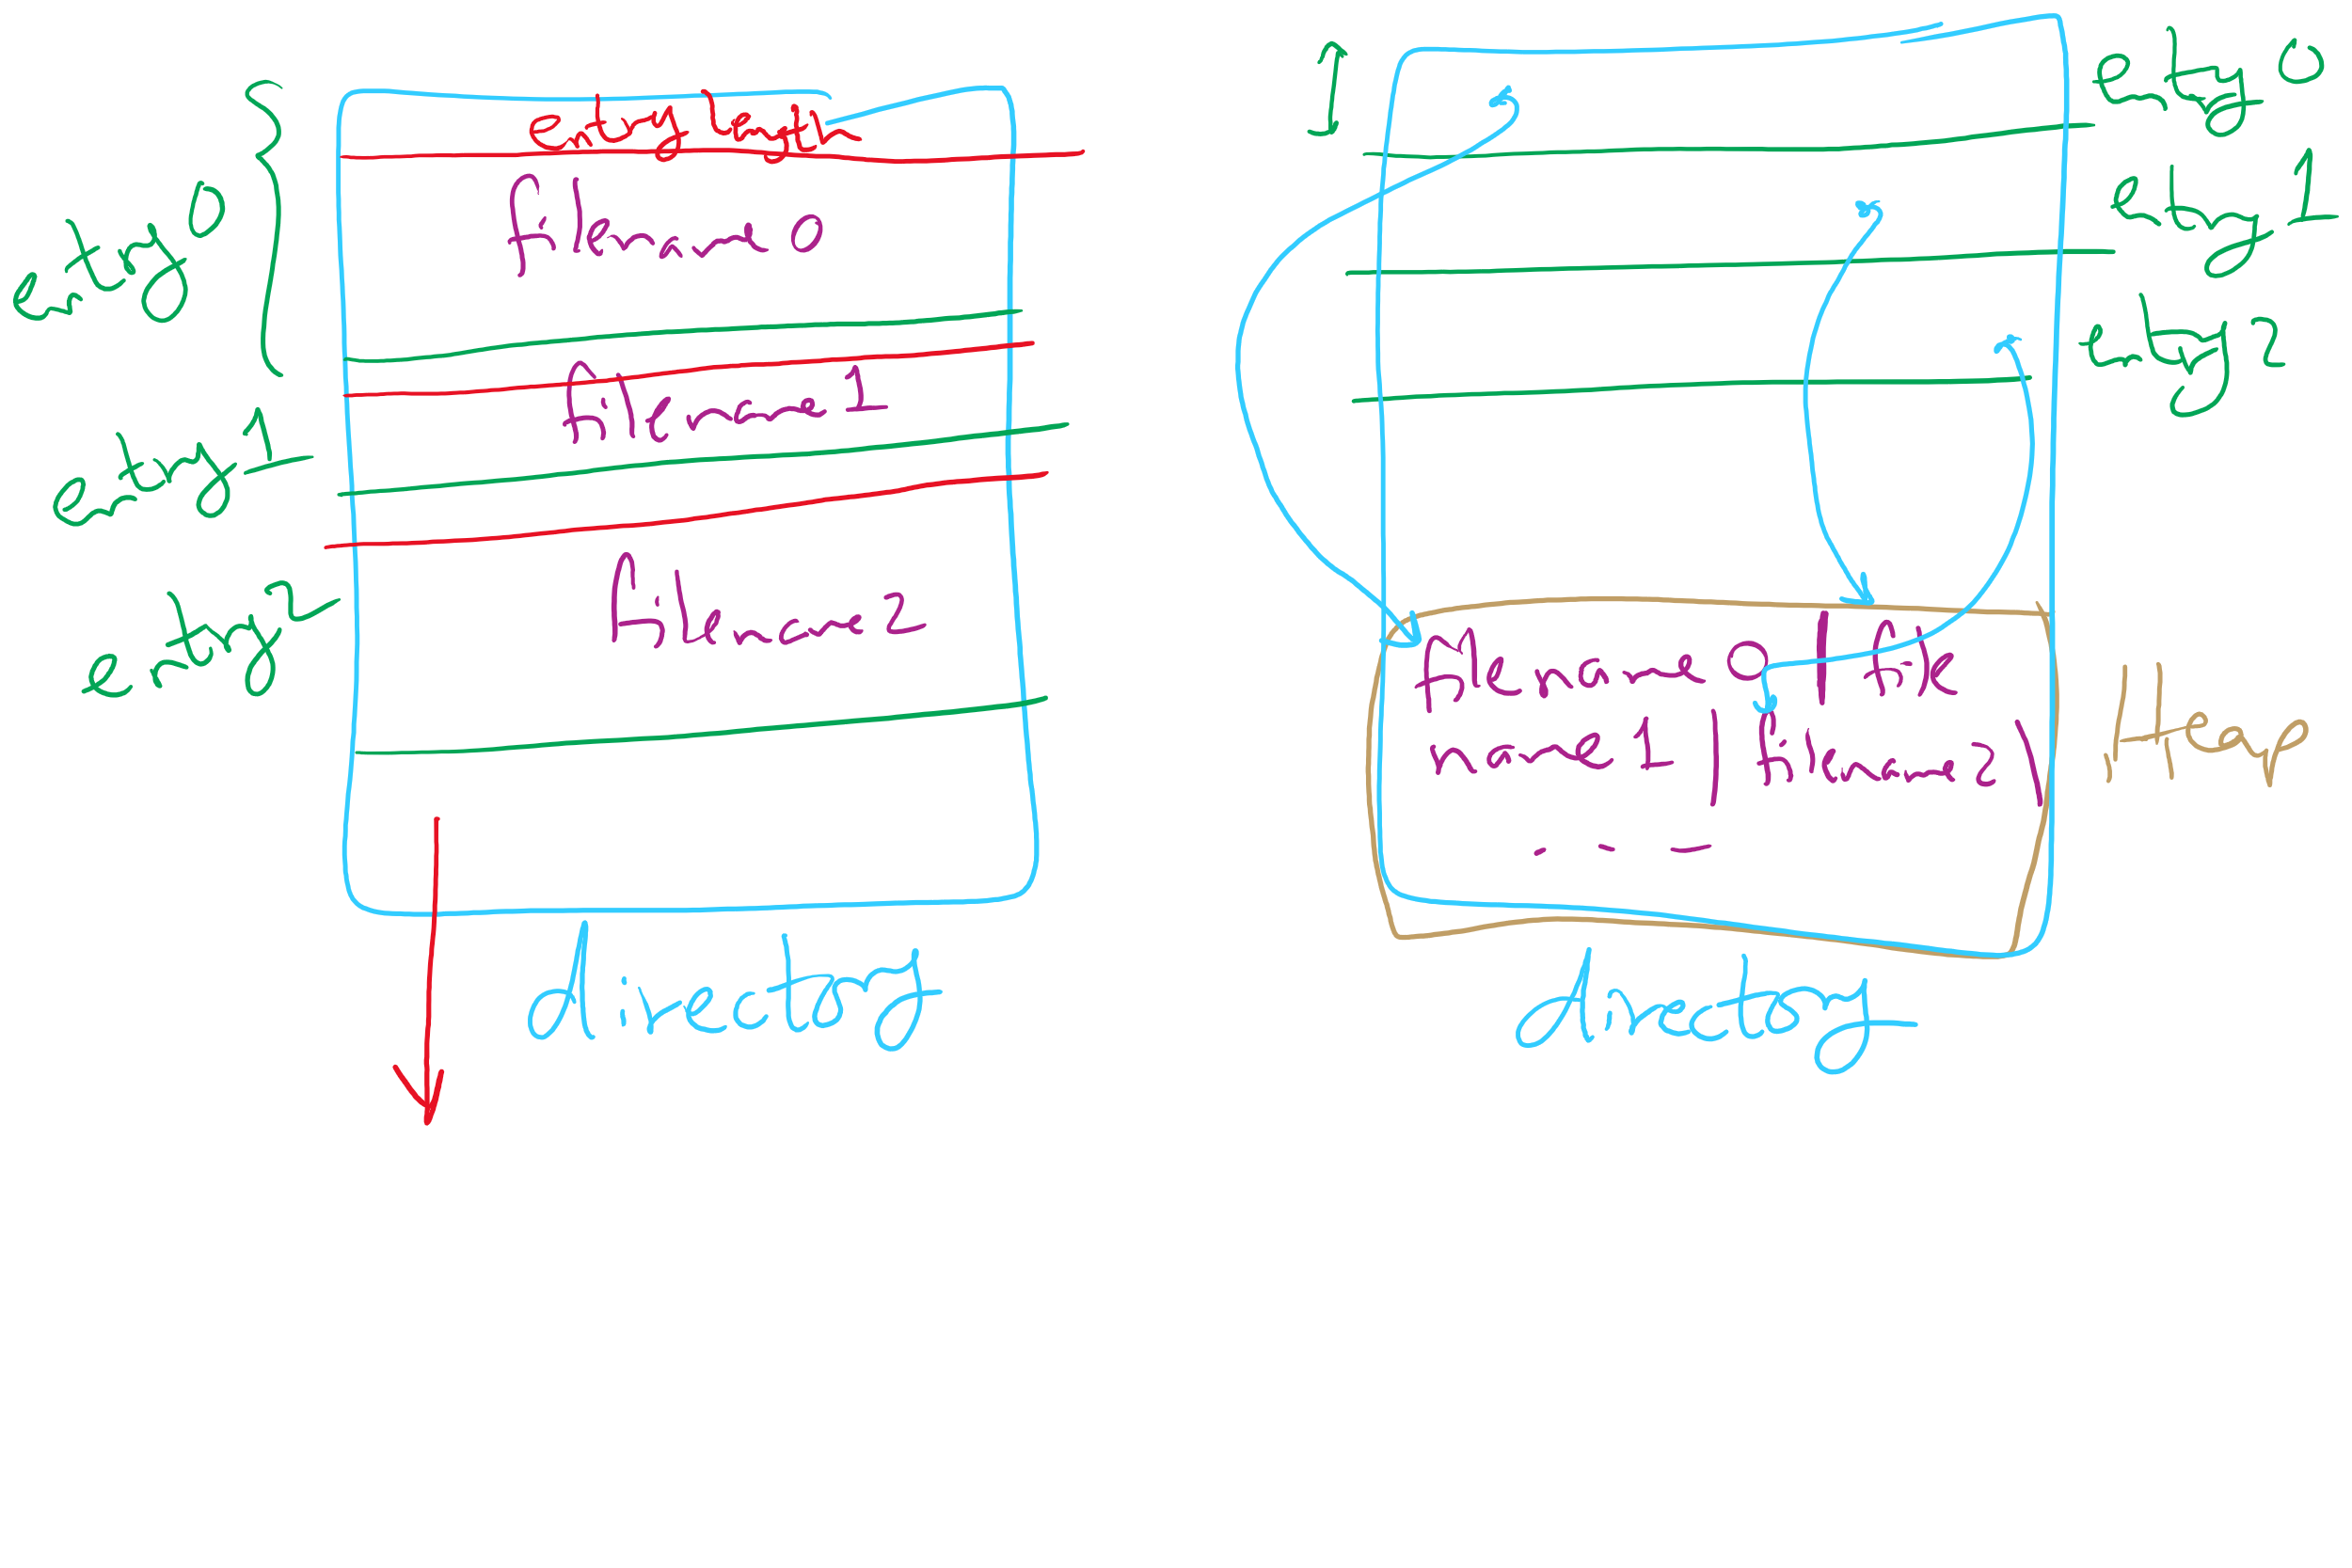 entry length
entry 0
filename 0
filename 1
entry 1
filename 2
entry 2
directory
entry 0
entry 1
entry 2
filename 0 | file
name 1 | filename 2 |
. - -
Heap
directory